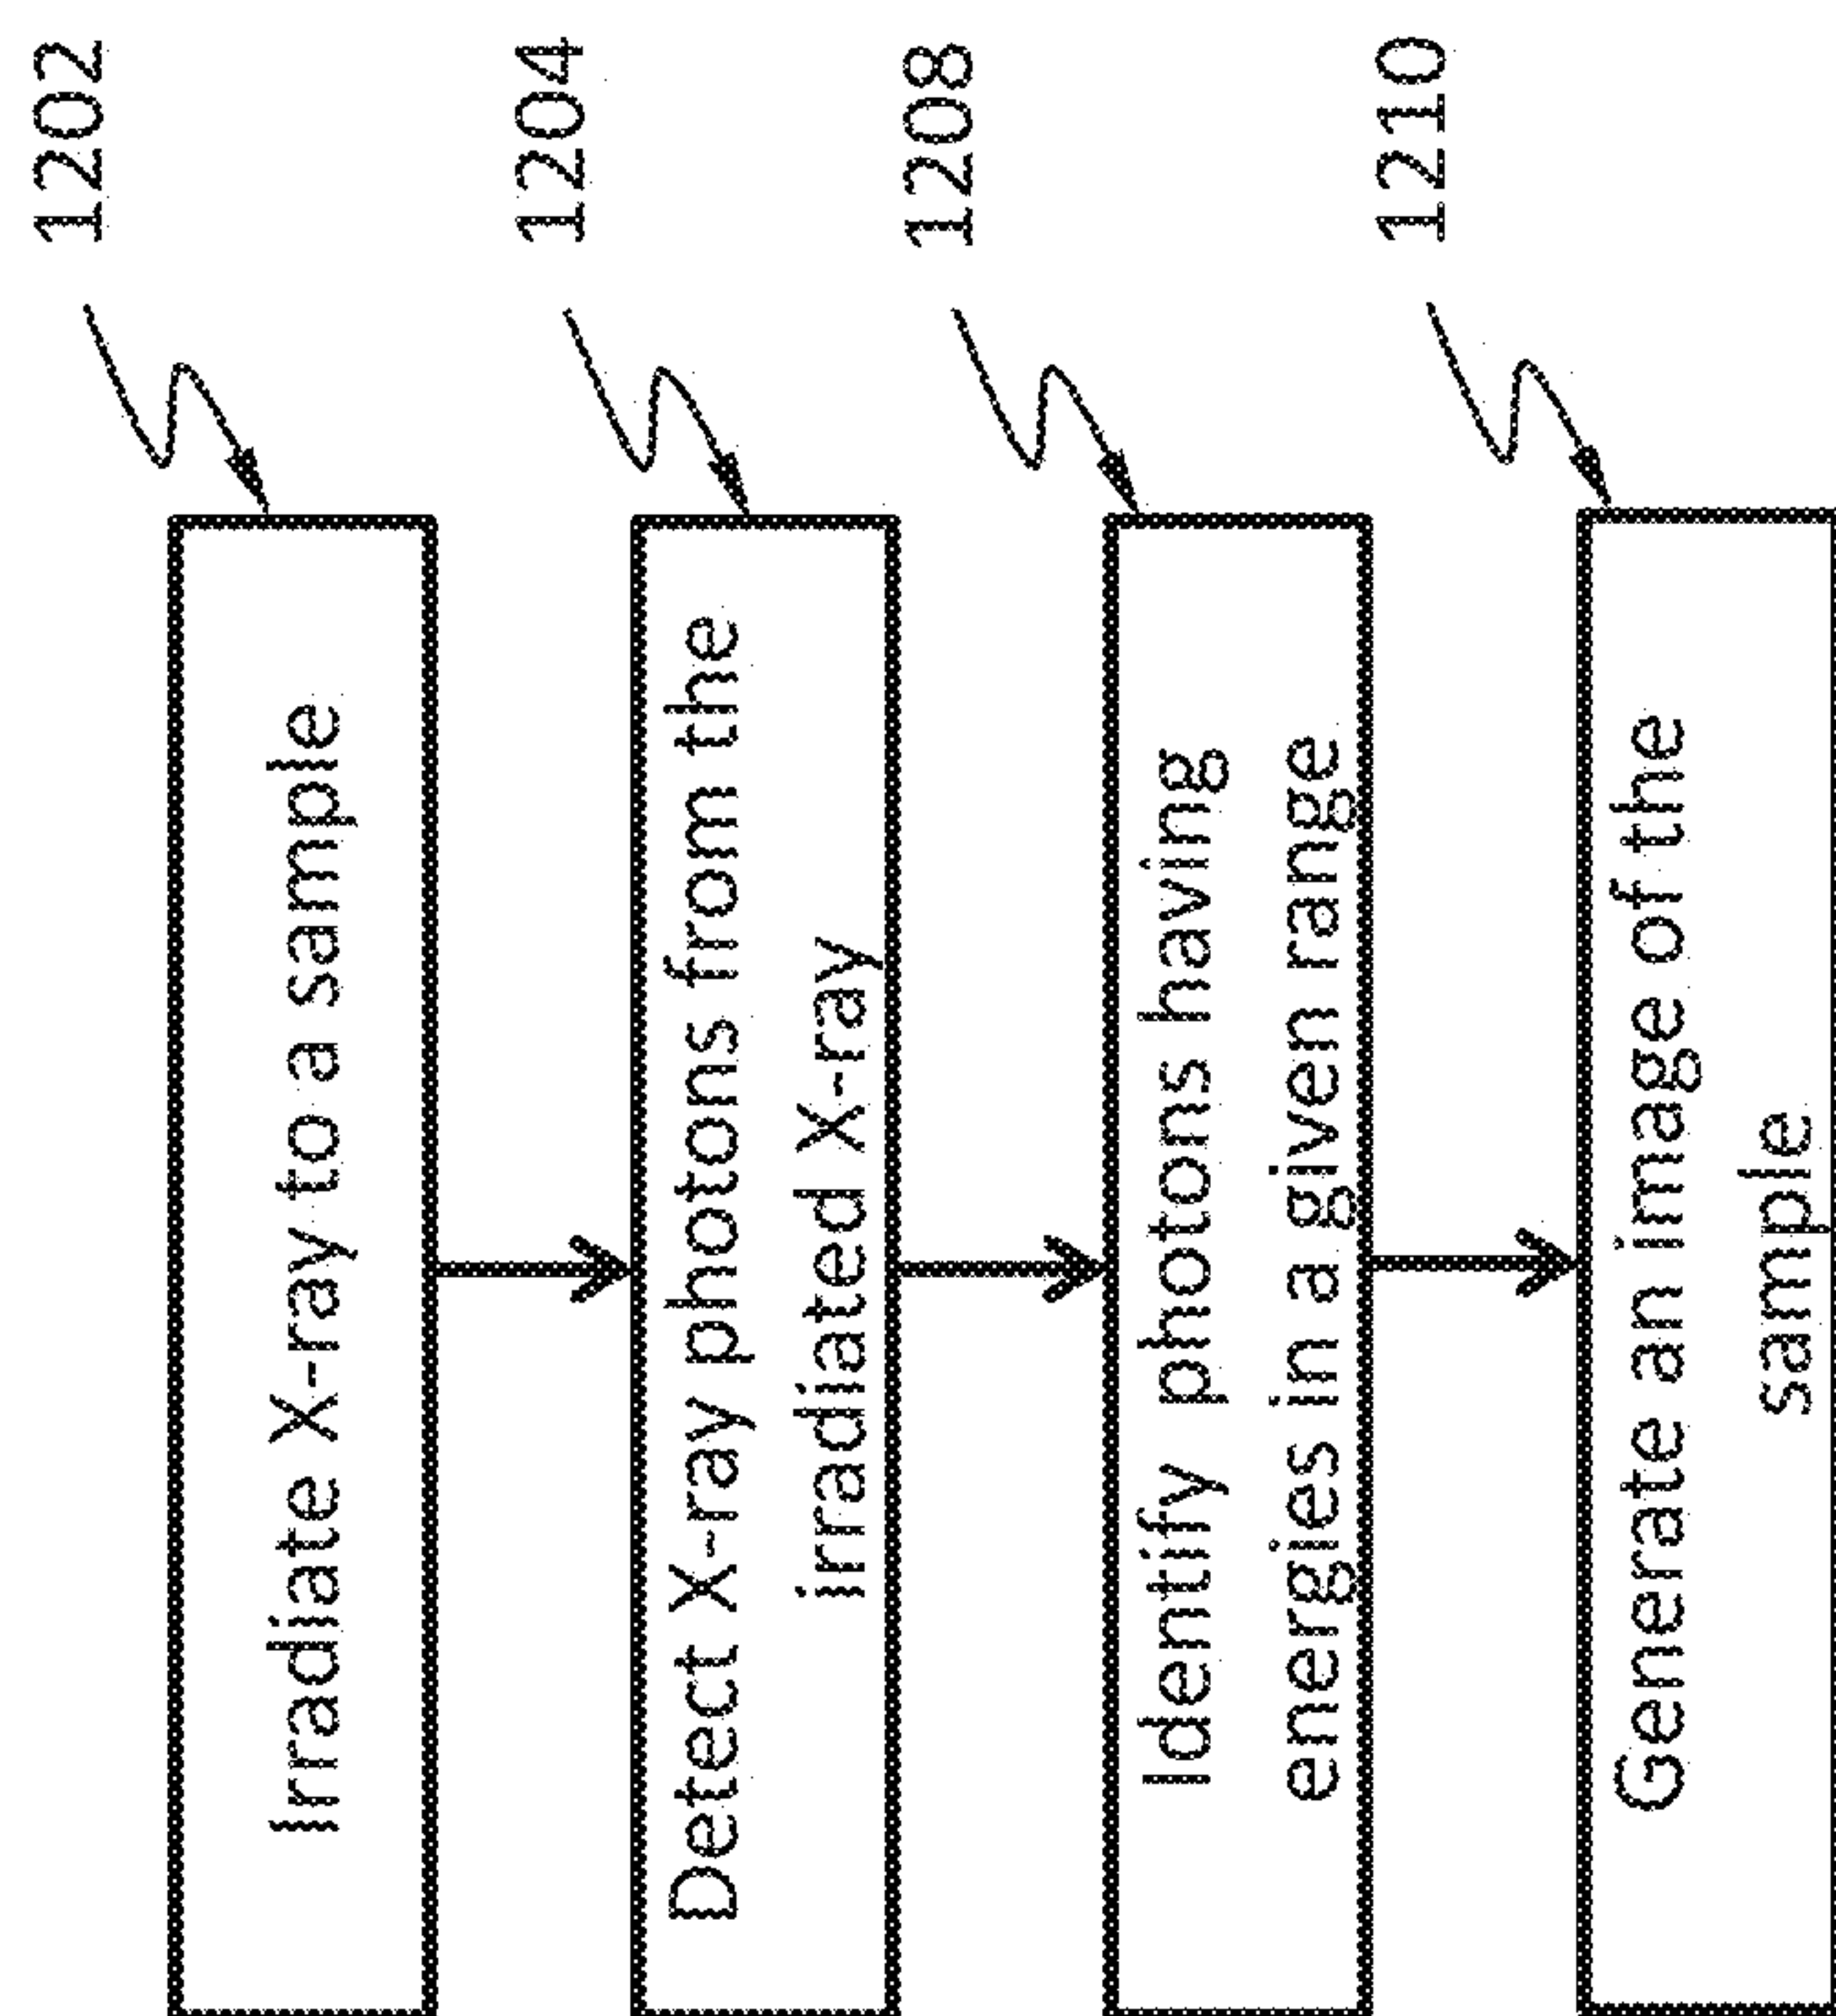 1202
Irradiate X-ray to a sample
1204
Detect X-ray photons from the
irradiated X-ray
1208
Identify photons having
energies in a given range
1210
Generate an image of the
sample